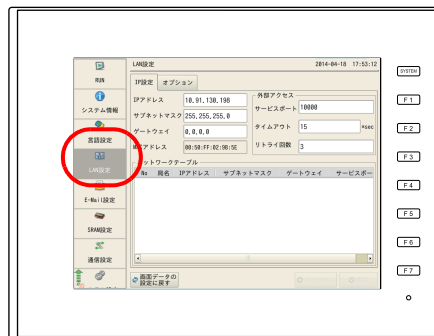 LAN設定
2014-04-18 17:53:12
SYSTEM
RUN
IP設定
オプション
F1
システム情報
IPアドレス
10.91.130.198
外部アクセス
サービスポート
10000
サブネットマスク
255.255.255.0
F2
言語設定
ゲートウェイ
0.0.0.0
タイムアウト
15
*sec
MACアドレス
00:50:FF:02:98:5E
リトライ回数
3
F3
LAN設定
ネットワークテーブル
No 局名 IPアドレス サブネットマスク ゲートウェイ サービスポー
F4
E-Mail設定
F5
SRAM設定
F6
通信設定
F7
画面データの
設定に戻す